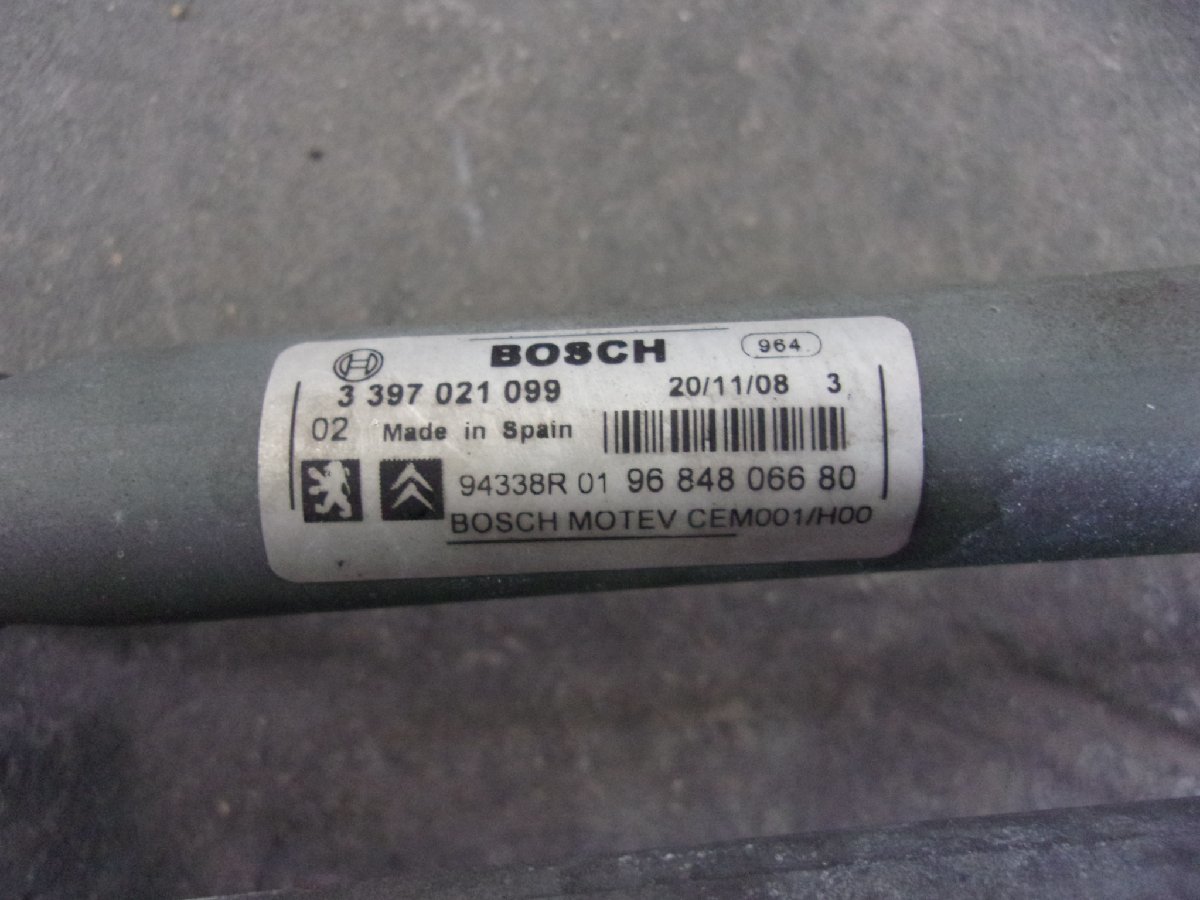 BOSCH 964
3 397 021 099 20/11/08 3
02 Made in Spain
94338R 01 96 848 066 80
BOSCH MOTEV CEM001/H00